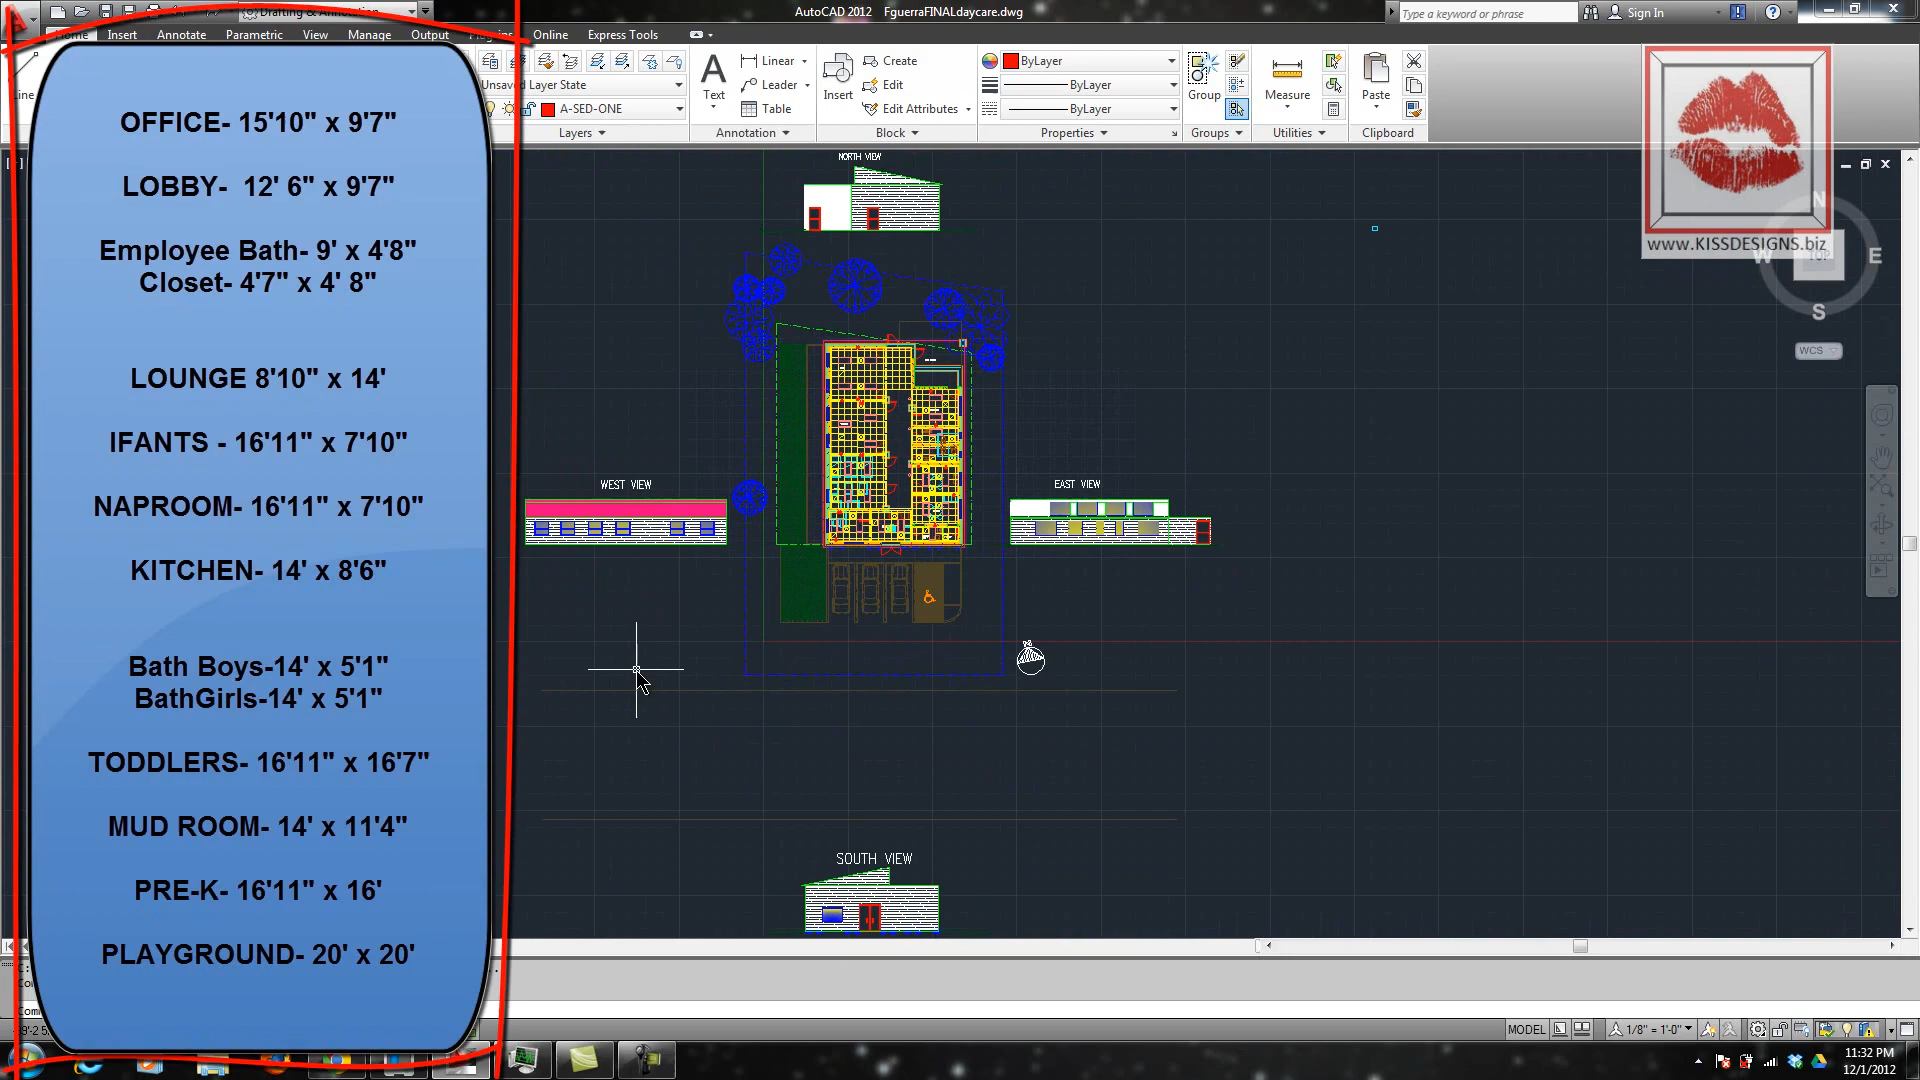 Drafting & Annotation
AutoCAD 2012 FguerraFINALdaycare.dwg
Type a keyword or phrase
Sign In
Home Insert Annotate Parametric View Manage Output Plug-ins Online Express Tools
Line
Unsaved Layer State
A-SED-ONE
Layers
Text
Linear
Leader
Table
Annotation
Insert
Create
Edit
Edit Attributes
Block
ByLayer
ByLayer
ByLayer
Properties
Group
Groups
Measure
Utilities
Paste
Clipboard
www.KISSDESIGNS.biz
N
W
TOP
E
S
WCS
OFFICE- 15'10" x 9'7"
LOBBY-  12' 6" x 9'7"
Employee Bath- 9' x 4'8"
Closet- 4'7" x 4' 8"
LOUNGE 8'10" x 14'
IFANTS - 16'11" x 7'10"
NAPROOM- 16'11" x 7'10"
KITCHEN- 14' x 8'6"
Bath Boys-14' x 5'1"
BathGirls-14' x 5'1"
TODDLERS- 16'11" x 16'7"
MUD ROOM- 14' x 11'4"
PRE-K- 16'11" x 16'
PLAYGROUND- 20' x 20'
NORTH VIEW
WEST VIEW
EAST VIEW
SOUTH VIEW
MODEL
1/8" = 1'-0"
11:32 PM
12/1/2012